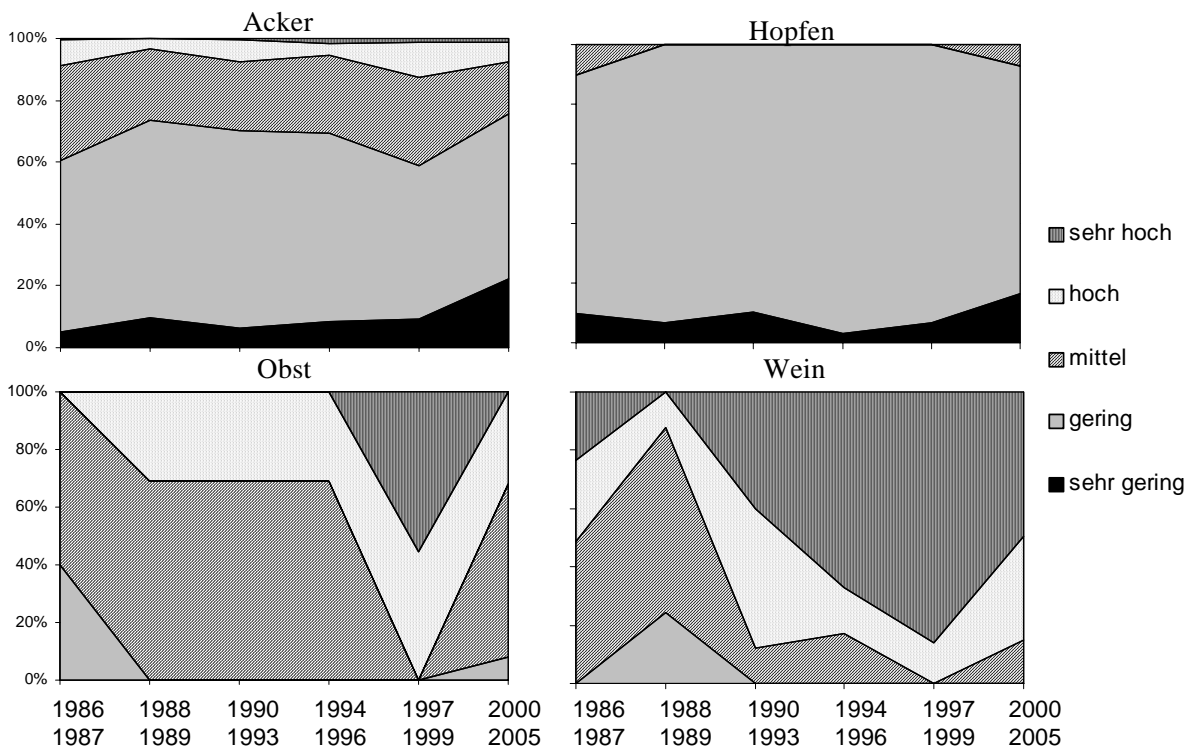 Acker
Hopfen
100%
80%
60%
40%
20%
0%
sehr hoch
hoch
mittel
gering
sehr gering
Obst
Wein
100%
80%
60%
40%
20%
0%
1986 1988 1990 1994 1997 2000 1986 1988 1990 1994 1997 2000
1987 1989 1993 1996 1999 2005 1987 1989 1993 1996 1999 2005